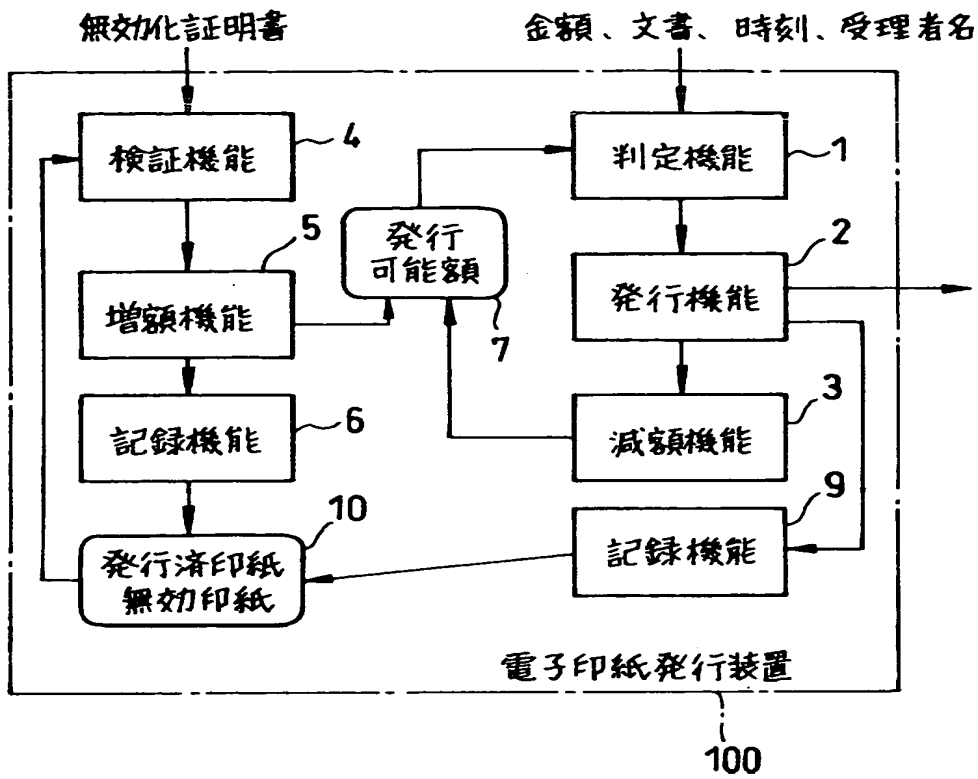 無効化証明書
金額、文書、時刻、受理者名
検証機能
4
判定機能
1
発行
可能額
7
増額機能
5
発行機能
2
記録機能
6
減額機能
3
発行済印紙
無効印紙
10
記録機能
9
電子印紙発行装置
100